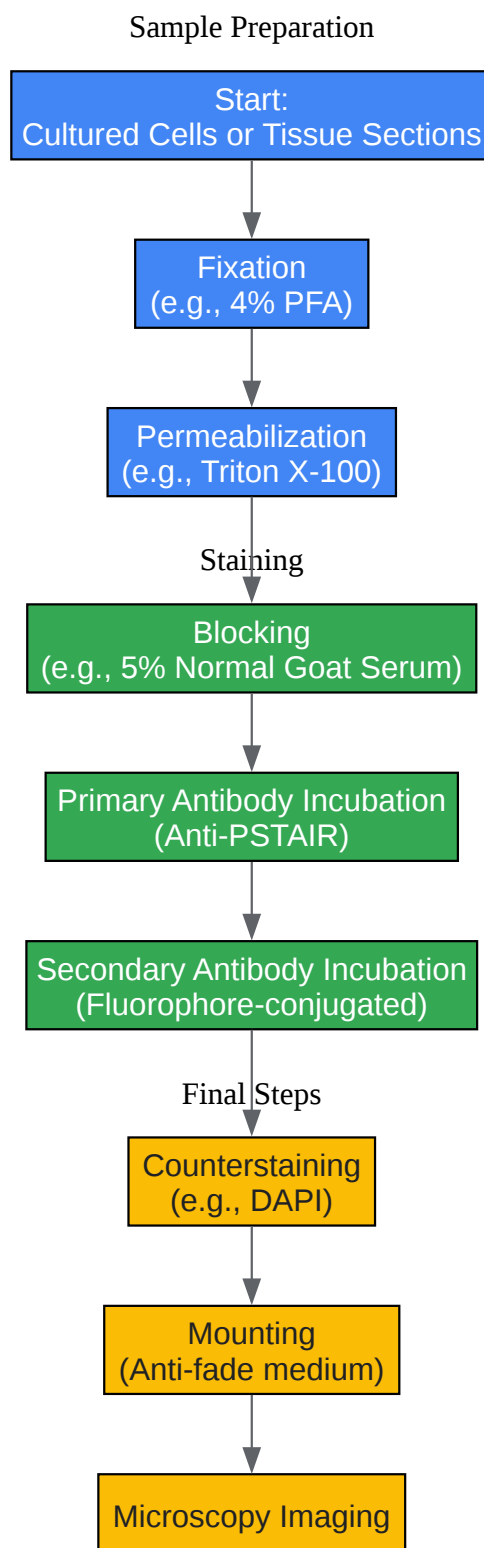 Sample Preparation
Start:
Cultured Cells or Tissue Sections
Fixation
(e.g., 4% PFA)
Permeabilization
(e.g., Triton X-100)
Staining
Blocking
(e.g., 5% Normal Goat Serum)
Primary Antibody Incubation
(Anti-PSTAIR)
Secondary Antibody Incubation
(Fluorophore-conjugated)
Final Steps
Counterstaining
(e.g., DAPI)
Mounting
(Anti-fade medium)
Microscopy Imaging